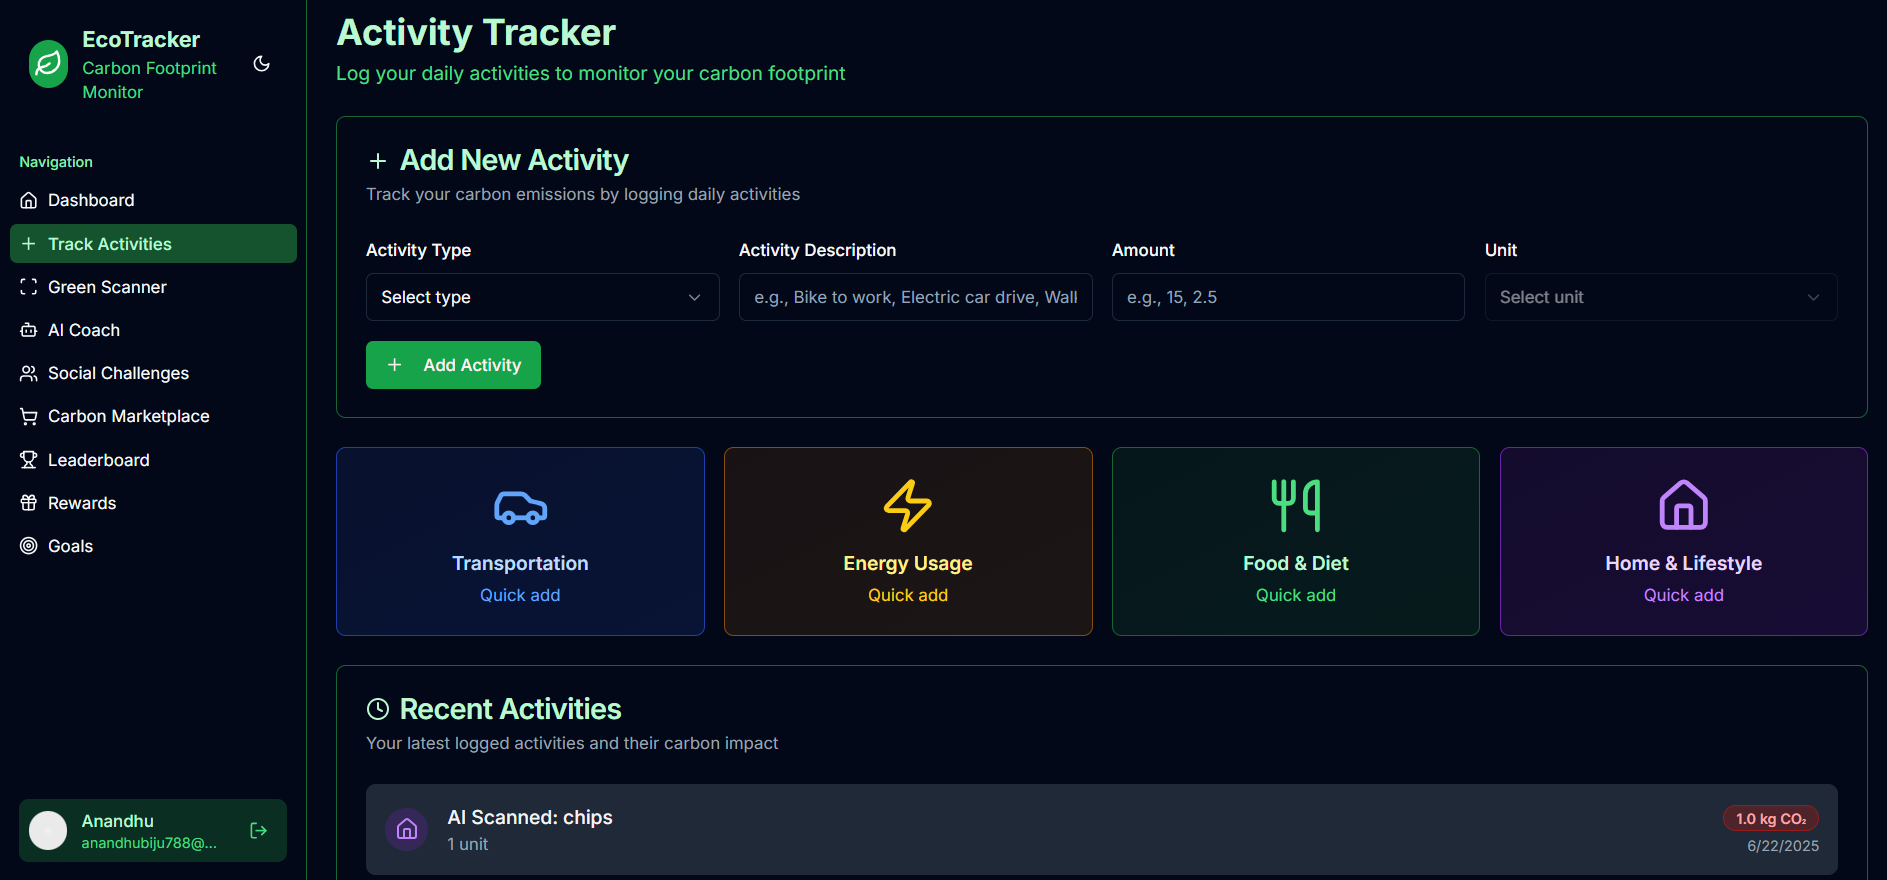 EcoTracker
Carbon Footprint
Monitor
Navigation
Dashboard
Track Activities
Green Scanner
AI Coach
Social Challenges
Carbon Marketplace
Leaderboard
Rewards
Goals
Anandhu
anandhubiju788@...
Activity Tracker
Log your daily activities to monitor your carbon footprint
Add New Activity
Track your carbon emissions by logging daily activities
Activity Type
Select type
Activity Description
e.g., Bike to work, Electric car drive, Wall
Amount
e.g., 15, 2.5
Unit
Select unit
Add Activity
Transportation
Quick add
Energy Usage
Quick add
Food & Diet
Quick add
Home & Lifestyle
Quick add
Recent Activities
Your latest logged activities and their carbon impact
AI Scanned: chips
1 unit
1.0 kg CO₂
6/22/2025